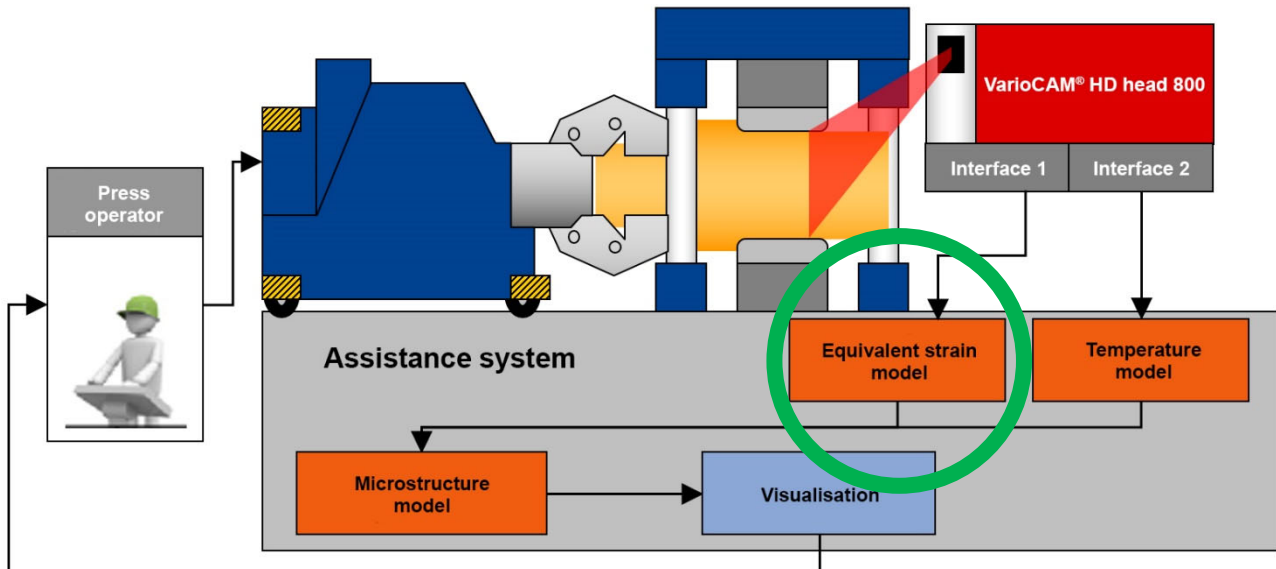 VarioCAM® HD head 800
Interface 1
Interface 2
Press
operator
Assistance system
Equivalent strain
model
Temperature
model
Microstructure
model
Visualisation